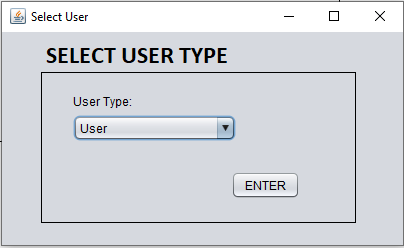 Select User
SELECT USER TYPE
User Type:
User
ENTER